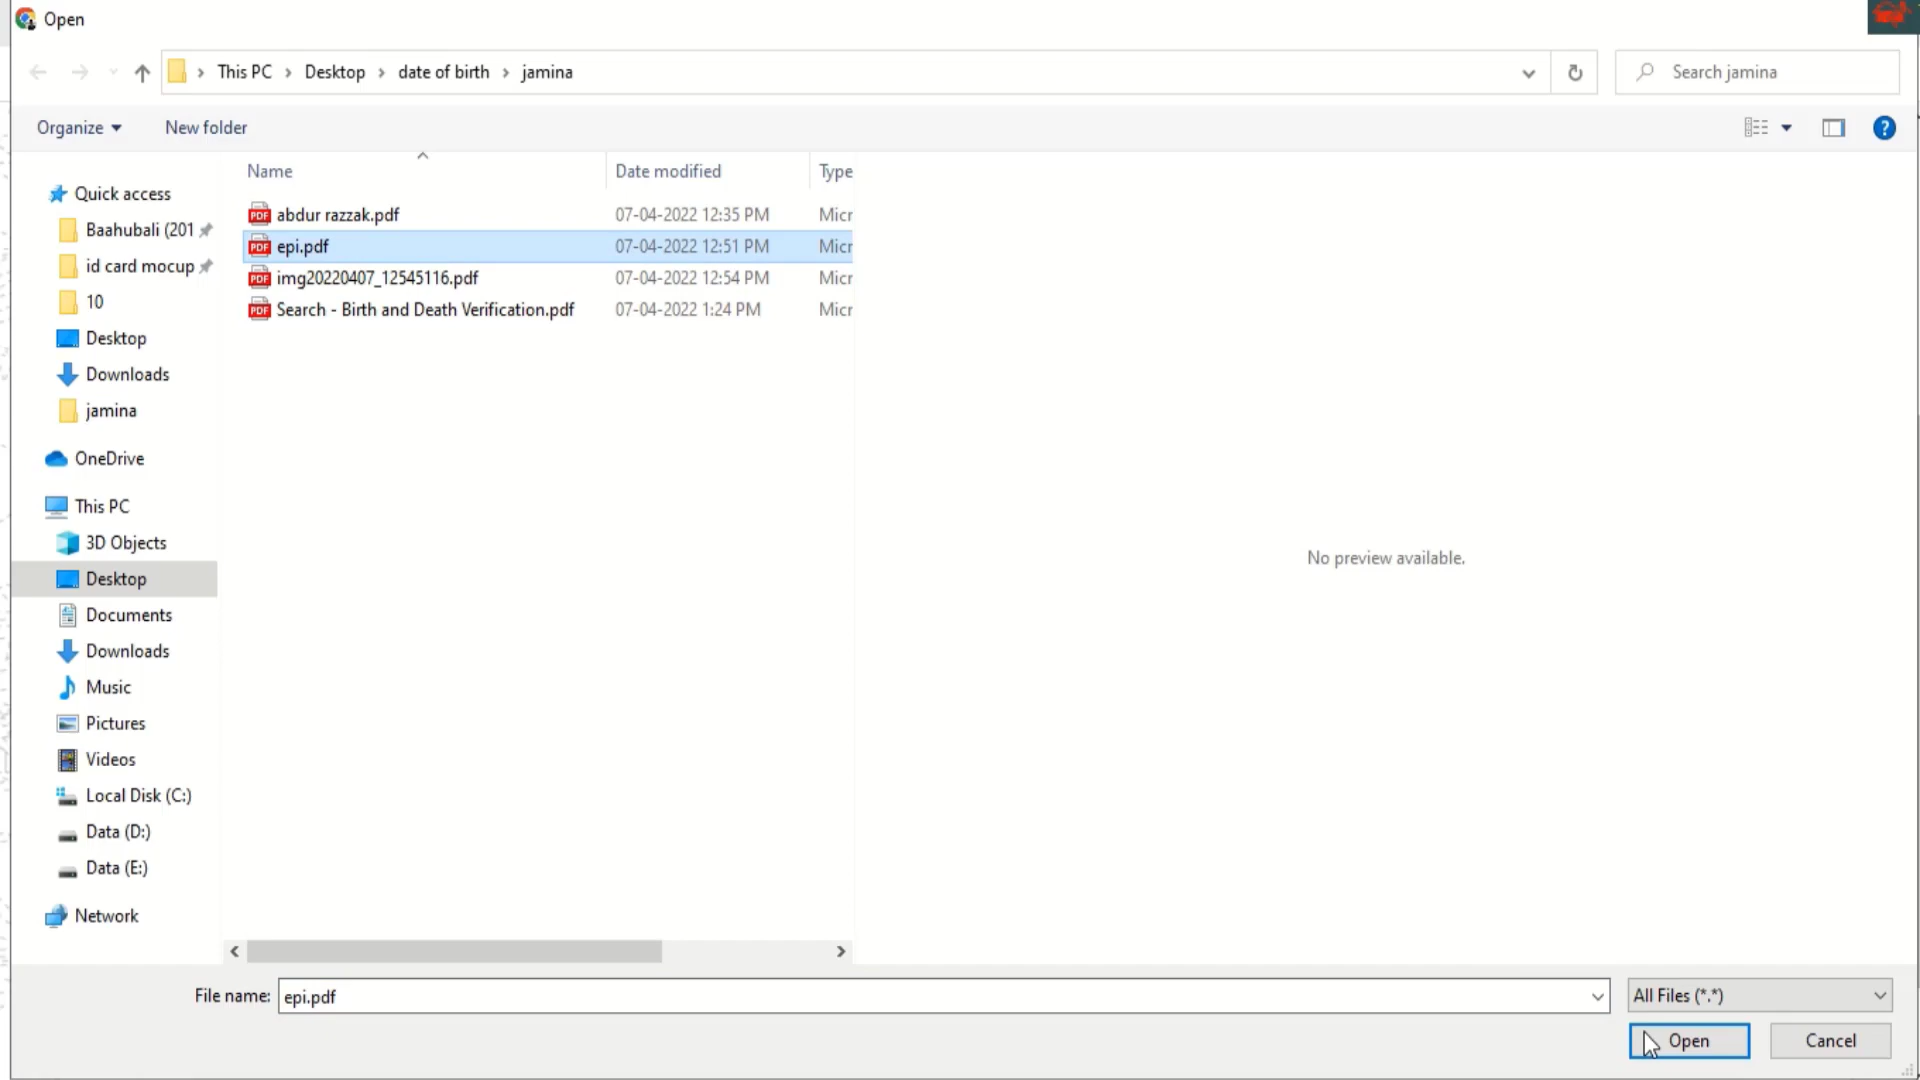 Open
This PC > Desktop > date of birth > jamina
Search jamina
Organize
New folder
Name
Date modified
Type
abdur razzak.pdf 07-04-2022 12:35 PM Micr
epi.pdf 07-04-2022 12:51 PM Micr
img20220407_12545116.pdf 07-04-2022 12:54 PM Micr
Search - Birth and Death Verification.pdf 07-04-2022 1:24 PM Micr
Quick access
Baahubali (201
id card mocup
10
Desktop
Downloads
jamina
OneDrive
This PC
3D Objects
Desktop
Documents
Downloads
Music
Pictures
Videos
Local Disk (C:)
Data (D:)
Data (E:)
Network
No preview available.
File name: epi.pdf
All Files (*.*)
Open
Cancel